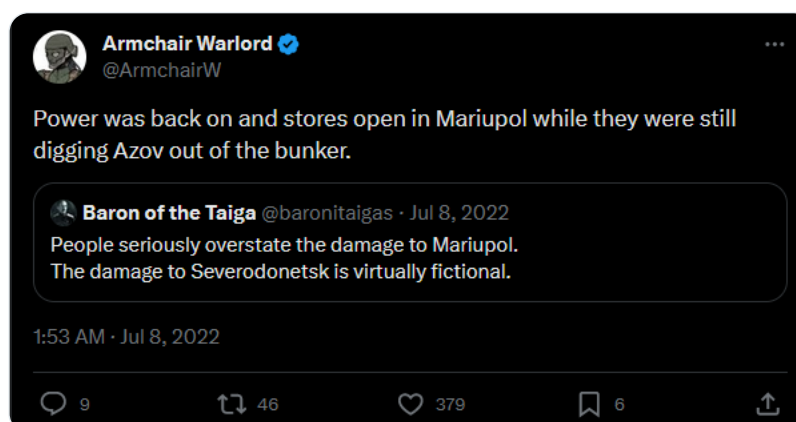 Armchair Warlord
@ArmchairW
Power was back on and stores open in Mariupol while they were still
digging Azov out of the bunker.
Baron of the Taiga @baronitaigas · Jul 8, 2022
People seriously overstate the damage to Mariupol.
The damage to Severodonetsk is virtually fictional.
1:53 AM · Jul 8, 2022
9 46 379 6